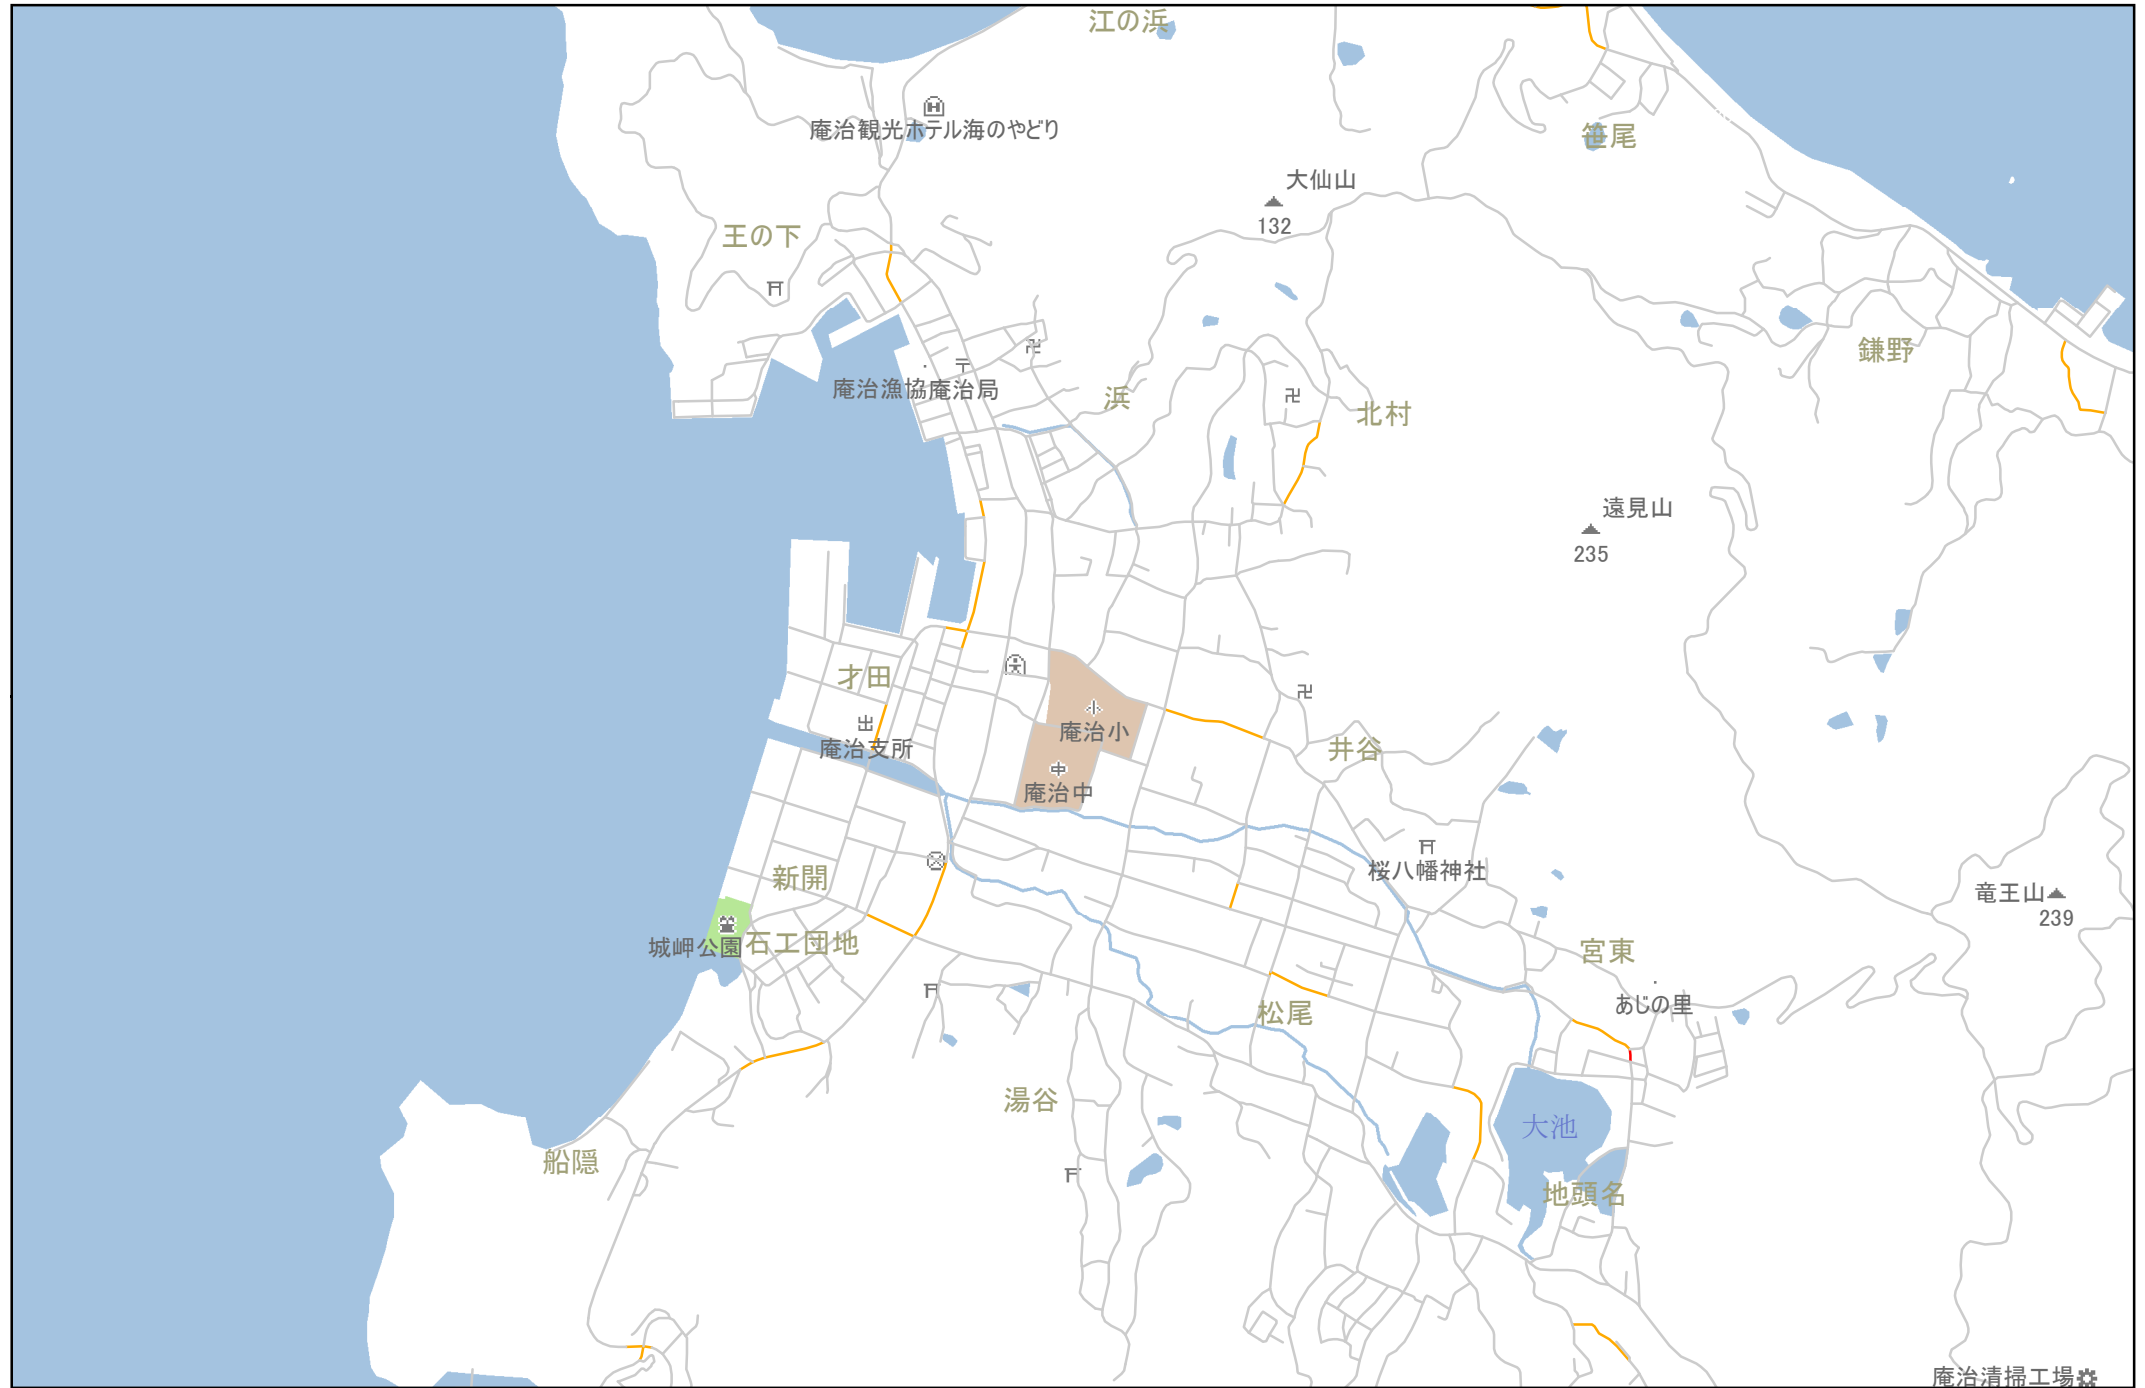 江の浜
庵治観光ホテル海のやどり
笹尾
大仙山
132
王の下
鎌野
庵治漁協
庵治局
浜
北村
遠見山
235
才田
庵治小
庵治支所
井谷
庵治中
桜八幡神社
新開
竜王山
239
城岬公園
石工団地
宮東
あじの里
松尾
湯谷
大池
船隠
地頭名
庵治清掃工場